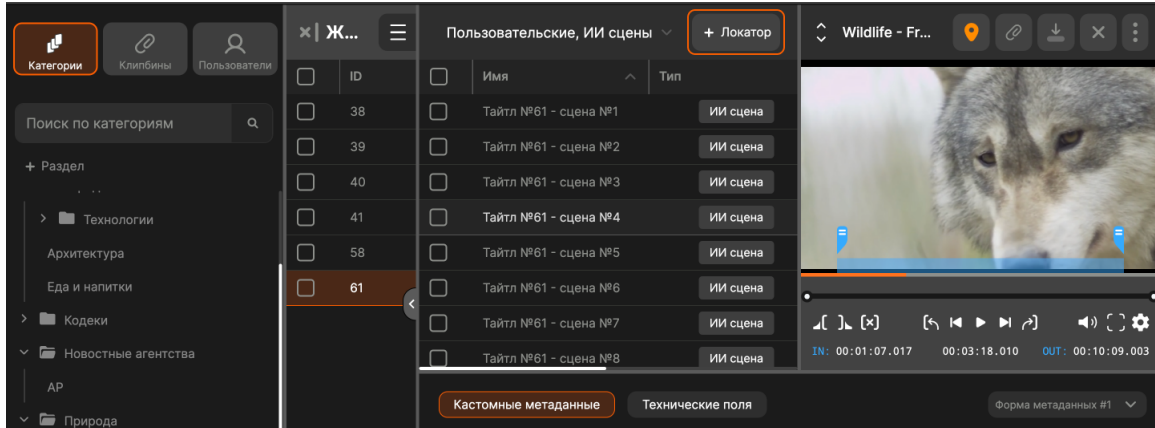 Категории
Клипбины
Пользователи
Поиск по категориям
+ Раздел
Технологии
Архитектура
Еда и напитки
Кодеки
Новостные агентства
AP
Природа
Ж...
ID
38
39
40
41
58
61
Пользовательские, ИИ сцены
+ Локатор
Имя
Тип
Тайтл №61 - сцена №1 ИИ сцена
Тайтл №61 - сцена №2 ИИ сцена
Тайтл №61 - сцена №3 ИИ сцена
Тайтл №61 - сцена №4 ИИ сцена
Тайтл №61 - сцена №5 ИИ сцена
Тайтл №61 - сцена №6 ИИ сцена
Тайтл №61 - сцена №7 ИИ сцена
Тайтл №61 - сцена №8 ИИ сцена
Wildlife - Fr...
IN: 00:01:07.017 00:03:18.010 OUT: 00:10:09.003
Кастомные метаданные
Технические поля
Форма метаданных #1